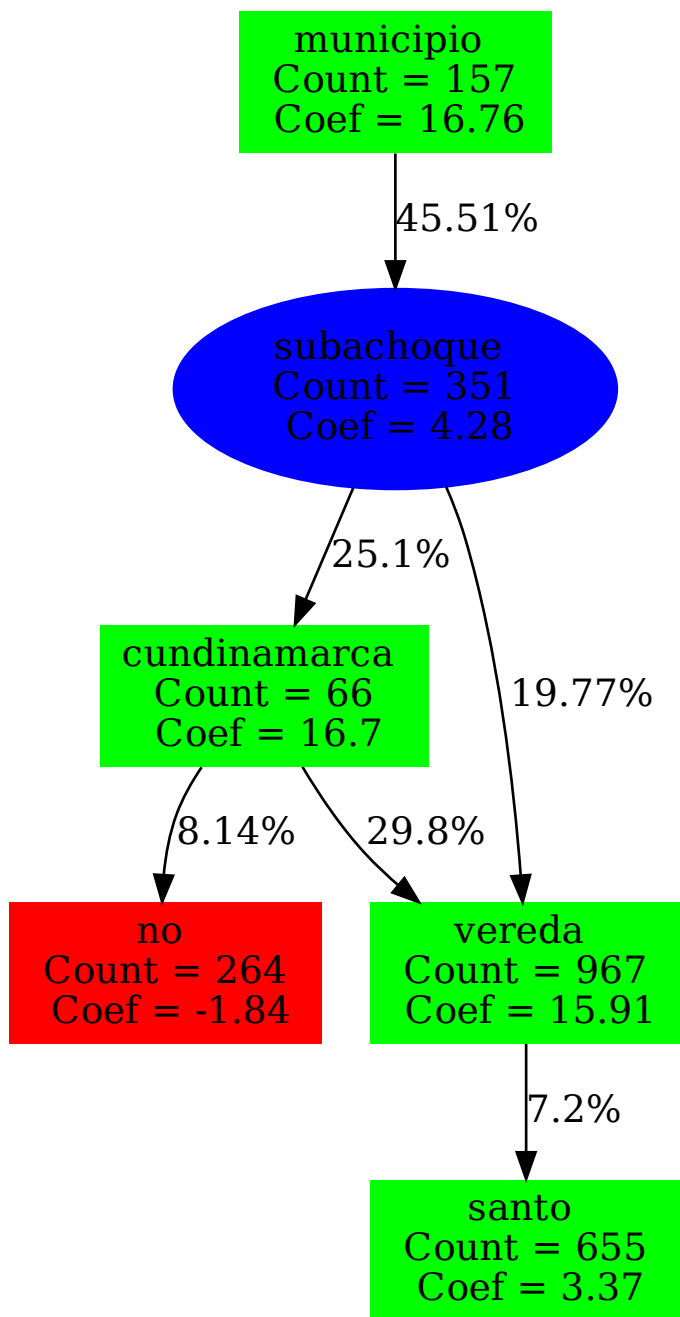 municipio
Count = 157
Coef = 16.76
45.51%
subachoque
Count = 351
Coef = 4.28
25.1%
19.77%
cundinamarca
Count = 66
Coef = 16.7
8.14%
29.8%
no
Count = 264
Coef = -1.84
vereda
Count = 967
Coef = 15.91
7.2%
santo
Count = 655
Coef = 3.37